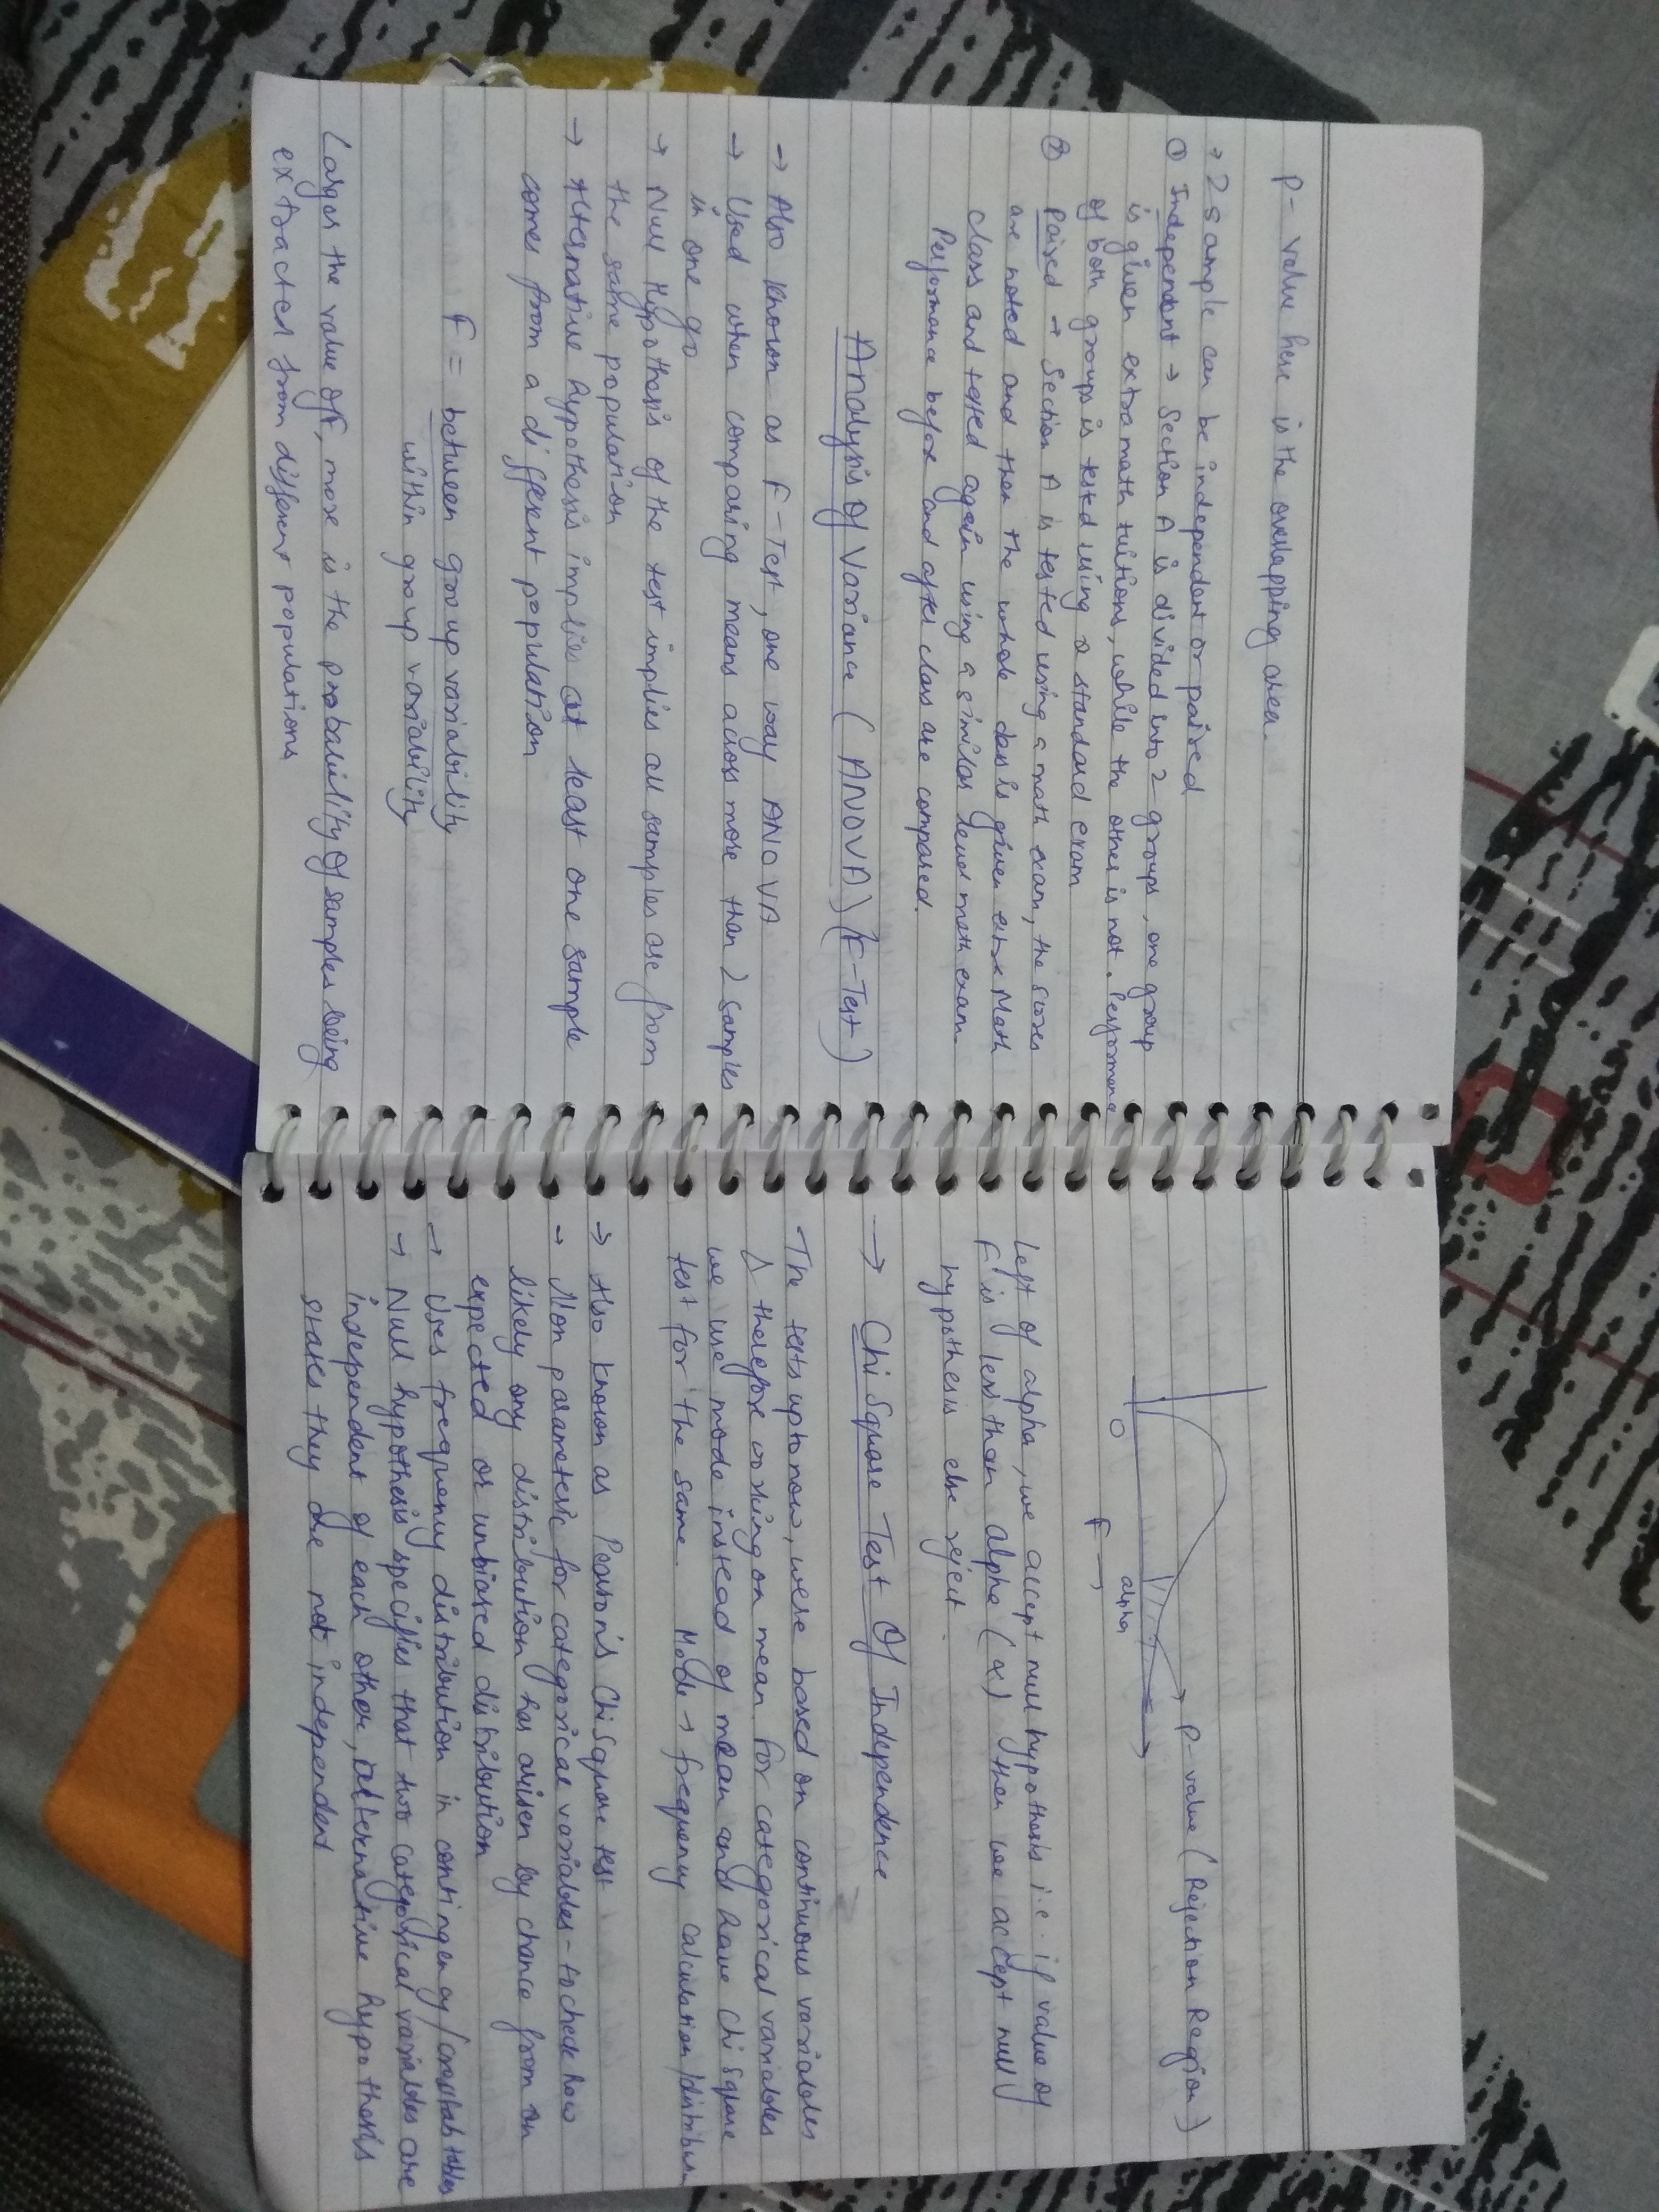 P- value here is the overlapping area.
→ 2 sample can be independent or paired
① Independent → Section A is divided into 2 groups, one group
is given extra math tuitions, while the other is not. Performance
of both groups is tested using a standard exam
② Paired → Section A is tested using a math exam, the scores
are noted and then the whole class is given extra Math
class and tested again using a similar level math exam.
Performance before and after class are compared.
Analysis Of Variance (ANOVA) (F-Test)
→ Also known as F-Test, one way ANOVA
→ Used when comparing means across more than 2 samples
in one go
→ Null Hypothesis of the test implies all samples are from
the same population
→ Alternative hypothesis implies at least one sample
comes from a different population
F = between group variability
within group variability
Larger the value of F, more is the probability of samples being
extracted from different populations
P-value (Rejection Region)
0
alpha
F →
Left of alpha, we accept null hypothesis i.e. if value of
F is less than alpha (α) then we accept null
hypothesis else reject.
→ Chi Square Test Of Independence
The tests upto now, were based on continuous variables
& therefore working on mean. For categorical variables
we use mode instead of mean and have Chi Square
test for the same. Mode → frequency calculation/distribution
→ Also known as Pearson's Chi Square test
→ Non parameteric for categorical variables - to check how
likely any distribution has arisen by chance from an
expected or unbiased distribution
→ Uses frequency distribution in contingency/crosstab tables
→ Null hypothesis specifies that two categorical variables are
independent of each other, alternative hypothesis
states they are not independent